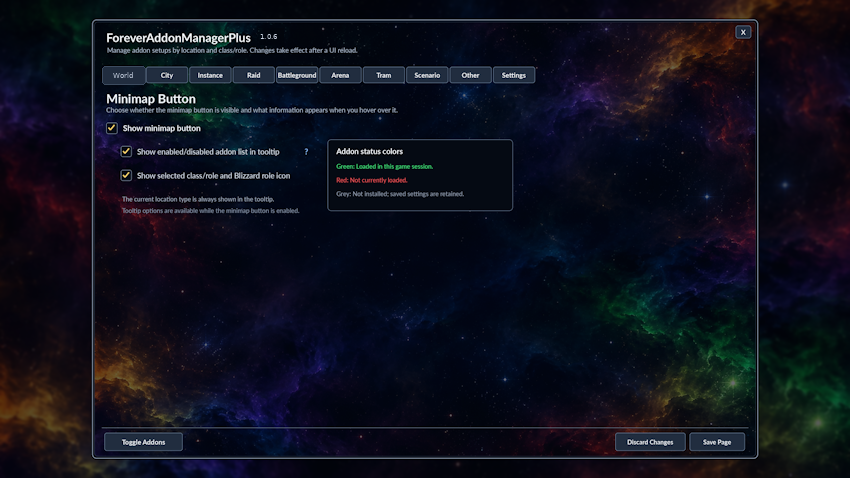 ForeverAddonManagerPlus 1.0.6
Manage addon setups by location and class/role. Changes take effect after a UI reload.
X
World City Instance Raid Battleground Arena Tram Scenario Other Settings
Minimap Button
Choose whether the minimap button is visible and what information appears when you hover over it.
Show minimap button
Show enabled/disabled addon list in tooltip ?
Show selected class/role and Blizzard role icon
The current location type is always shown in the tooltip.
Tooltip options are available while the minimap button is enabled.
Addon status colors
Green: Loaded in this game session.
Red: Not currently loaded.
Grey: Not installed; saved settings are retained.
Toggle Addons Discard Changes Save Page